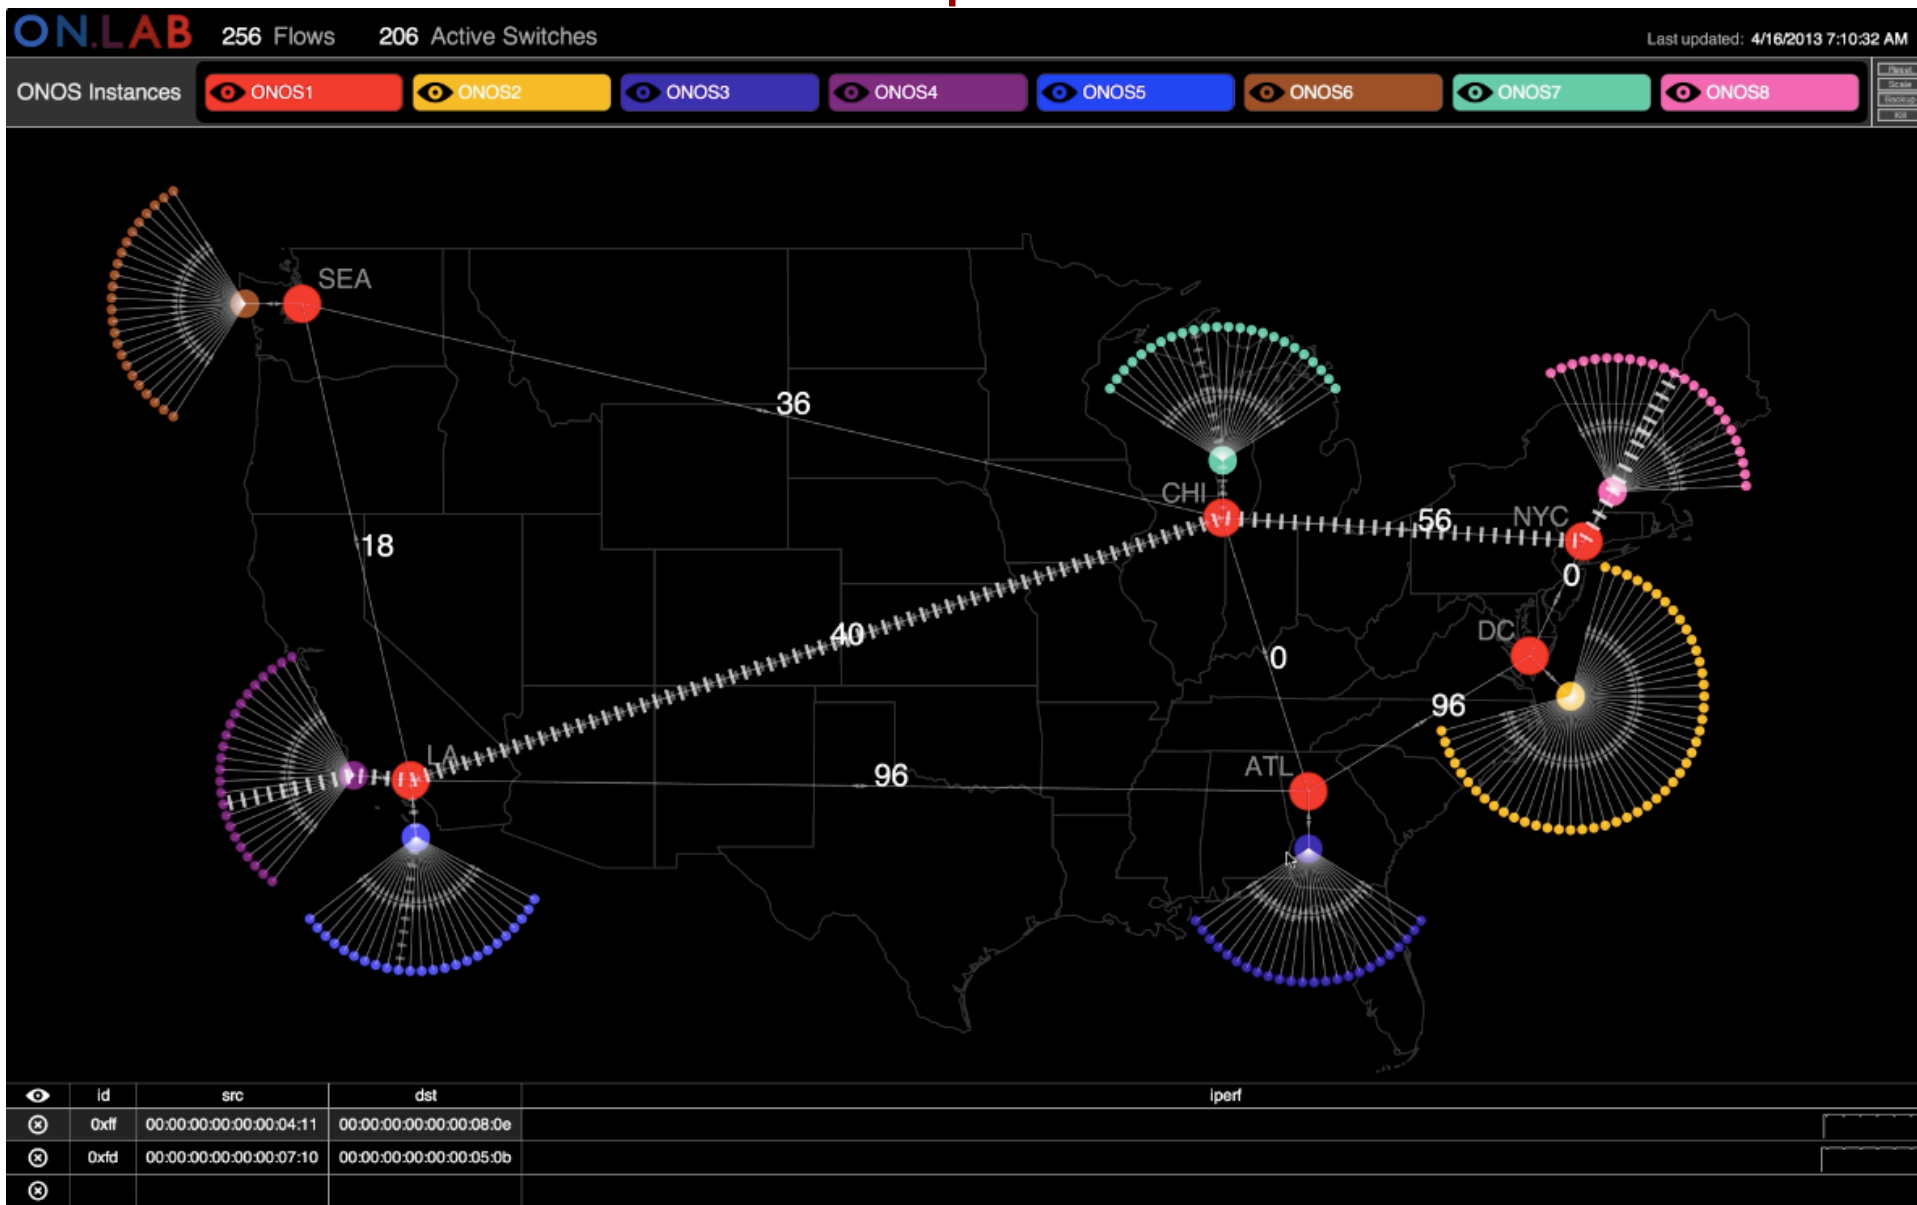 ON.LAB 256 Flows 206 Active Switches Last updated: 4/16/2013 7:10:32 AM
ONOS Instances ONOS1 ONOS2 ONOS3 ONOS4 ONOS5 ONOS6 ONOS7 ONOS8
Reset
Scale
Backup
Kill
SEA
36
CHI
56
NYC
18
0
40
0
DC
96
LA
96
ATL
id src dst iperf
0xff 00:00:00:00:00:00:04:11 00:00:00:00:00:00:08:0e
0xfd 00:00:00:00:00:00:07:10 00:00:00:00:00:00:05:0b